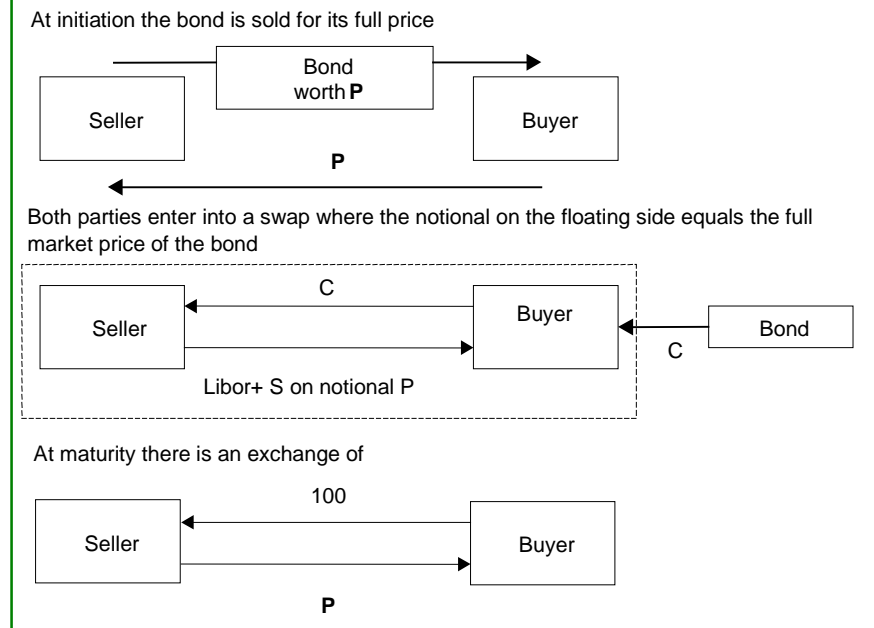 At initiation the bond is sold for its full price
Bond
worth P
Seller
Buyer
P
Both parties enter into a swap where the notional on the floating side equals the full
market price of the bond
C
Seller
Buyer
Bond
C
Libor+ S on notional P
At maturity there is an exchange of
100
Seller
Buyer
P